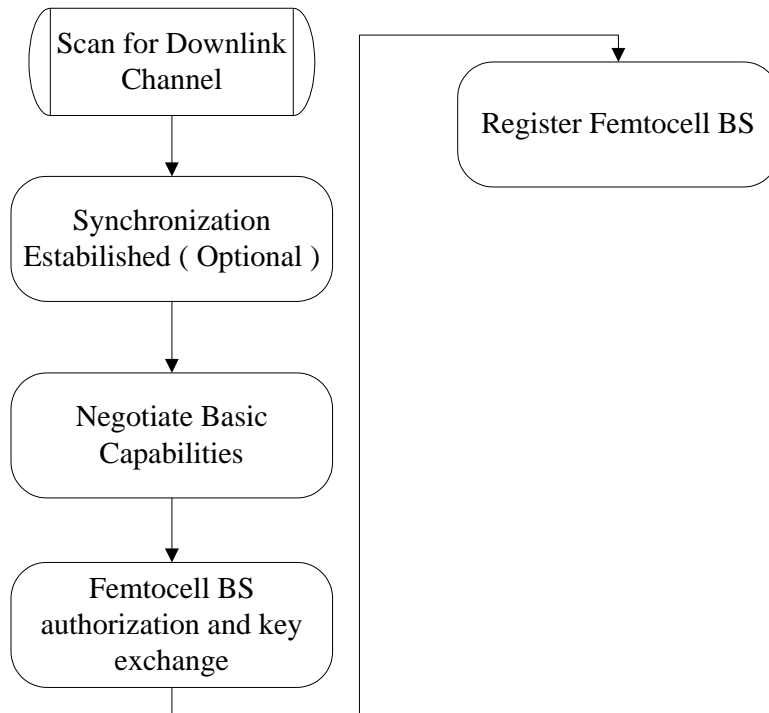 Scan for Downlink
Channel
Synchronization
Estabilished ( Optional )
Negotiate Basic
Capabilities
Femtocell BS
authorization and key
exchange
Register Femtocell BS